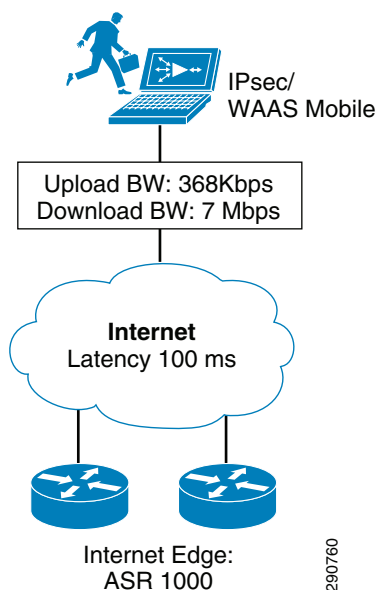 IPsec/
WAAS Mobile
Upload BW: 368Kbps
Download BW: 7 Mbps
Internet
Latency 100 ms
Internet Edge:
ASR 1000
290760